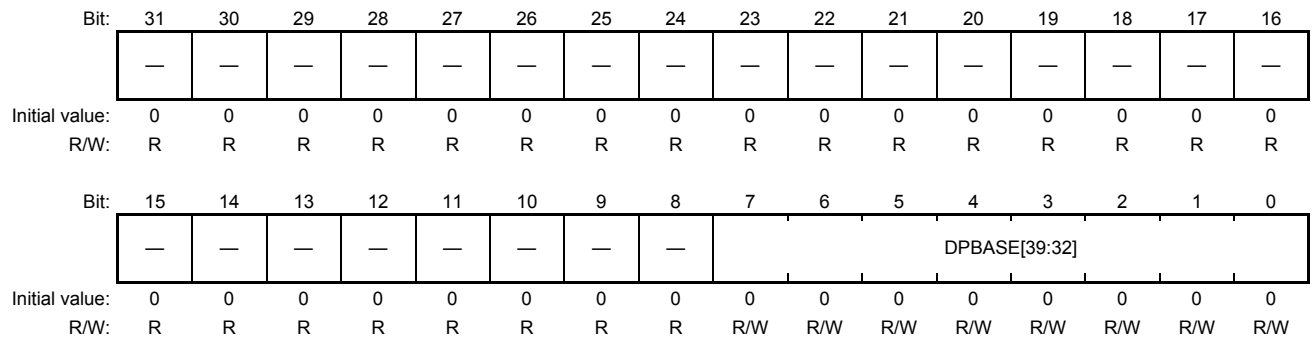 Bit: 31 30 29 28 27 26 25 24 23 22 21 20 19 18 17 16
— — — — — — — — — — — — — — — —
Initial value: 0 0 0 0 0 0 0 0 0 0 0 0 0 0 0 0
R/W: R R R R R R R R R R R R R R R R
Bit: 15 14 13 12 11 10 9 8 7 6 5 4 3 2 1 0
— — — — — — — — DPBASE[39:32]
Initial value: 0 0 0 0 0 0 0 0 0 0 0 0 0 0 0 0
R/W: R R R R R R R R R/W R/W R/W R/W R/W R/W R/W R/W